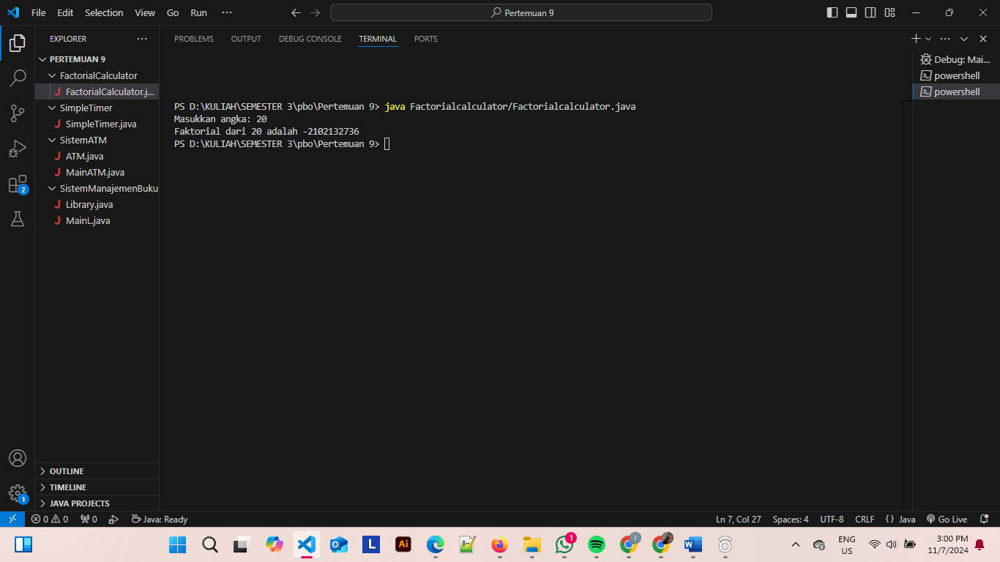 File Edit Selection View Go Run ··· Pertemuan 9
EXPLORER ···
PERTEMUAN 9
FactorialCalculator
J FactorialCalculator.j...
SimpleTimer
J SimpleTimer.java
SistemATM
J ATM.java
J MainATM.java
SistemManajemenBuku
J Library.java
J MainL.java
OUTLINE
TIMELINE
JAVA PROJECTS
2
1
PROBLEMS OUTPUT DEBUG CONSOLE TERMINAL PORTS
PS D:\KULIAH\SEMESTER 3\pbo\Pertemuan 9> java Factorialcalculator/Factorialcalculator.java
Masukkan angka: 20
Faktorial dari 20 adalah -2102132736
PS D:\KULIAH\SEMESTER 3\pbo\Pertemuan 9>
Debug: Mai...
powershell
powershell
0 0 0 Java: Ready Ln 7, Col 27 Spaces: 4 UTF-8 CRLF {} Java Go Live
L Ai 1 W ENG 3:00 PM
US 11/7/2024